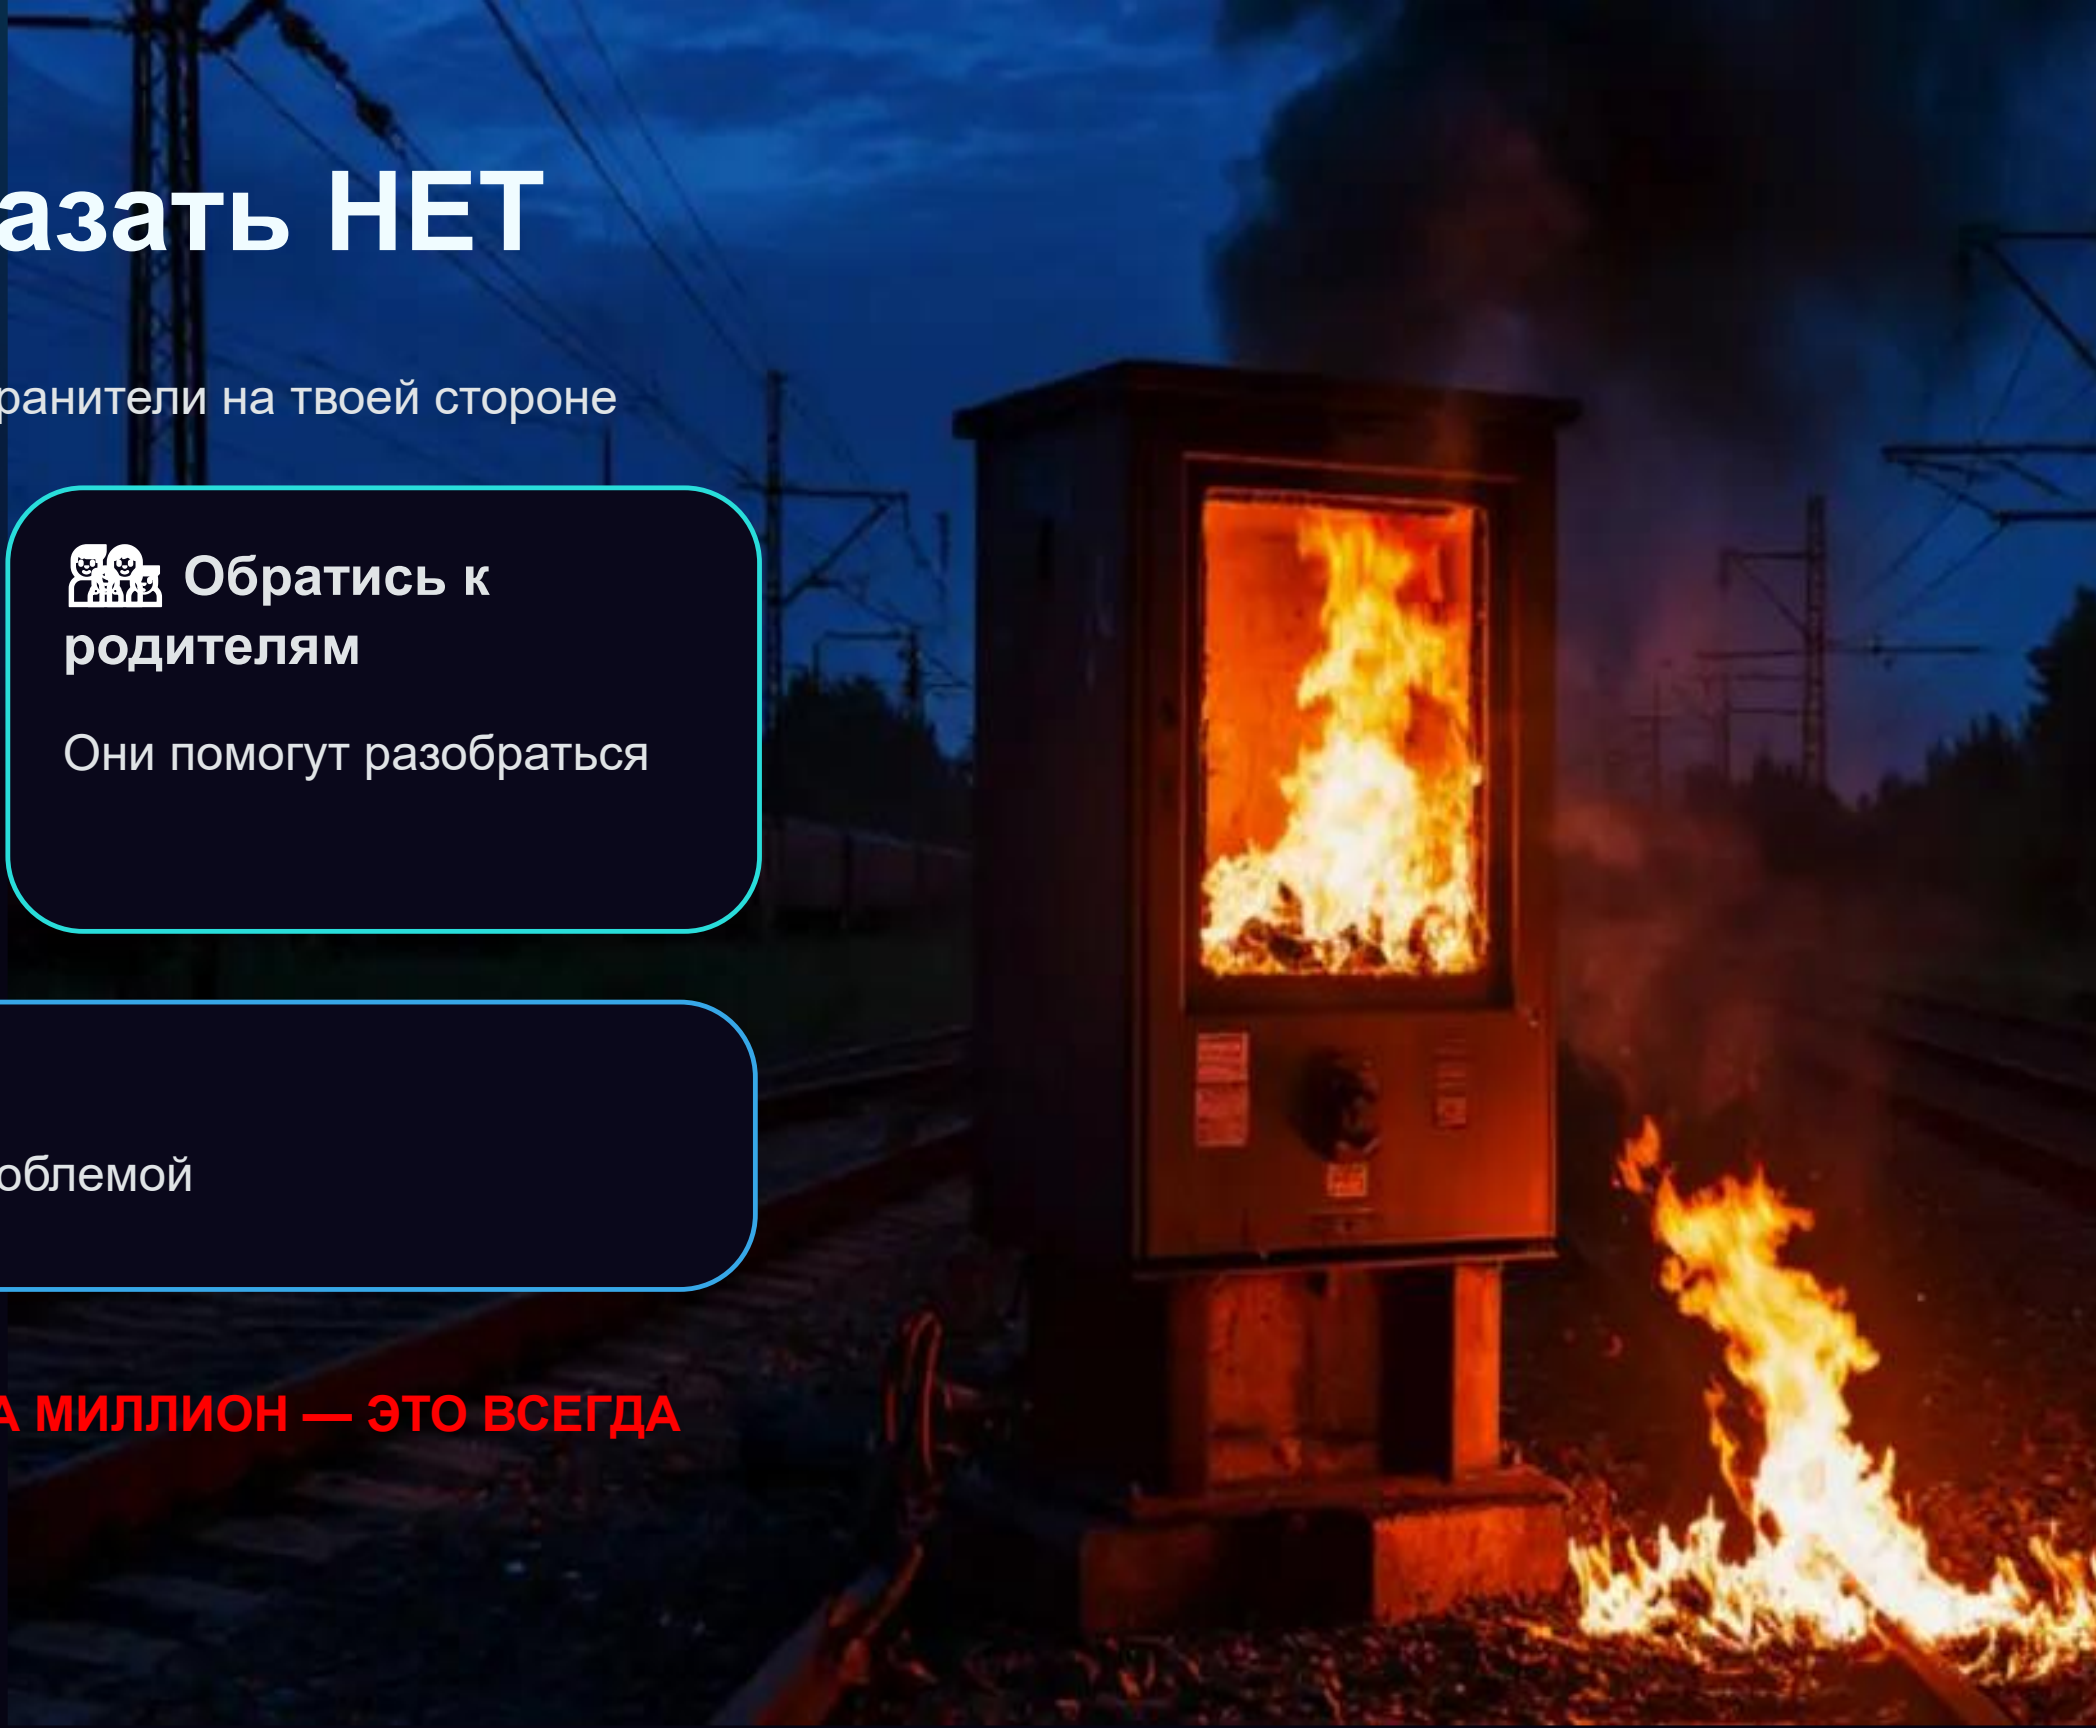 азать НЕТ
ранители на твоей стороне
Обратись к
родителям
Они помогут разобраться
облемой
А МИЛЛИОН — ЭТО ВСЕГДА